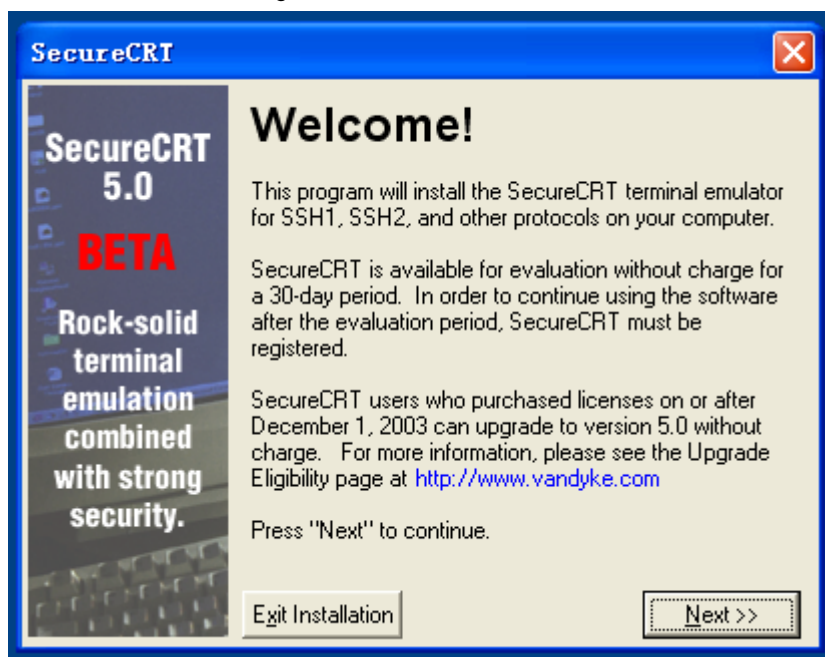 SecureCRT
SecureCRT
5.0
BETA
Rock-solid
terminal
emulation
combined
with strong
security.
Welcome!
This program will install the SecureCRT terminal emulator
for SSH1, SSH2, and other protocols on your computer.
SecureCRT is available for evaluation without charge for
a 30-day period.  In order to continue using the software
after the evaluation period, SecureCRT must be
registered.
SecureCRT users who purchased licenses on or after
December 1, 2003 can upgrade to version 5.0 without
charge.   For more information, please see the Upgrade
Eligibility page at http://www.vandyke.com
Press "Next" to continue.
Exit Installation
Next >>